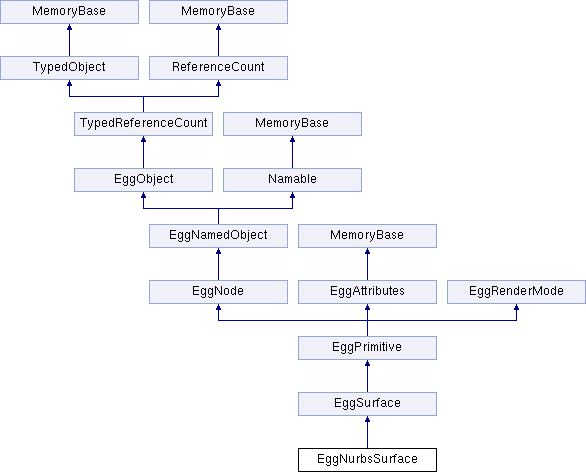 MemoryBase
MemoryBase
TypedObject
ReferenceCount
TypedReferenceCount
MemoryBase
EggObject
Namable
EggNamedObject
MemoryBase
EggNode
EggAttributes
EggRenderMode
EggPrimitive
EggSurface
EggNurbsSurface